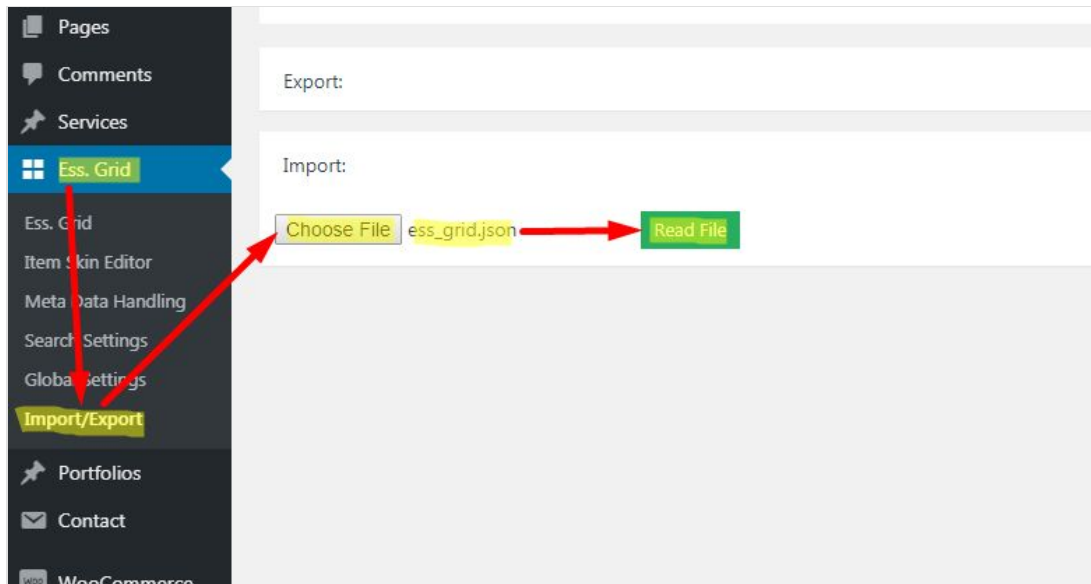 Pages
Comments
Services
Ess. Grid
Ess. Grid
Item Skin Editor
Meta Data Handling
Search Settings
Global Settings
Import/Export
Portfolios
Contact
Woo WooCommerce
Export:
Import:
Choose File ess_grid.json Read File